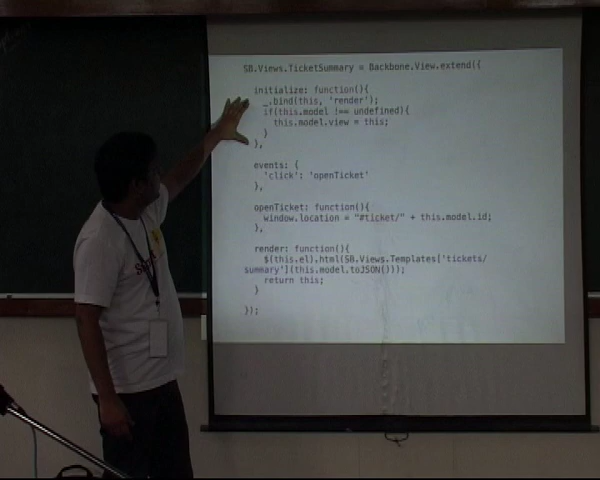 SB.Views.TicketSummary = Backbone.View.extend({
initialize: function(){
_.bind(this, 'render');
if(this.model !== undefined){
this.model.view = this;
}
},
events: {
'click': 'openTicket'
},
openTicket: function(){
window.location = "#ticket/" + this.model.id;
},
render: function(){
$(this.el).html(SB.Views.Templates['tickets/
summary'](this.model.toJSON()));
return this;
}
});